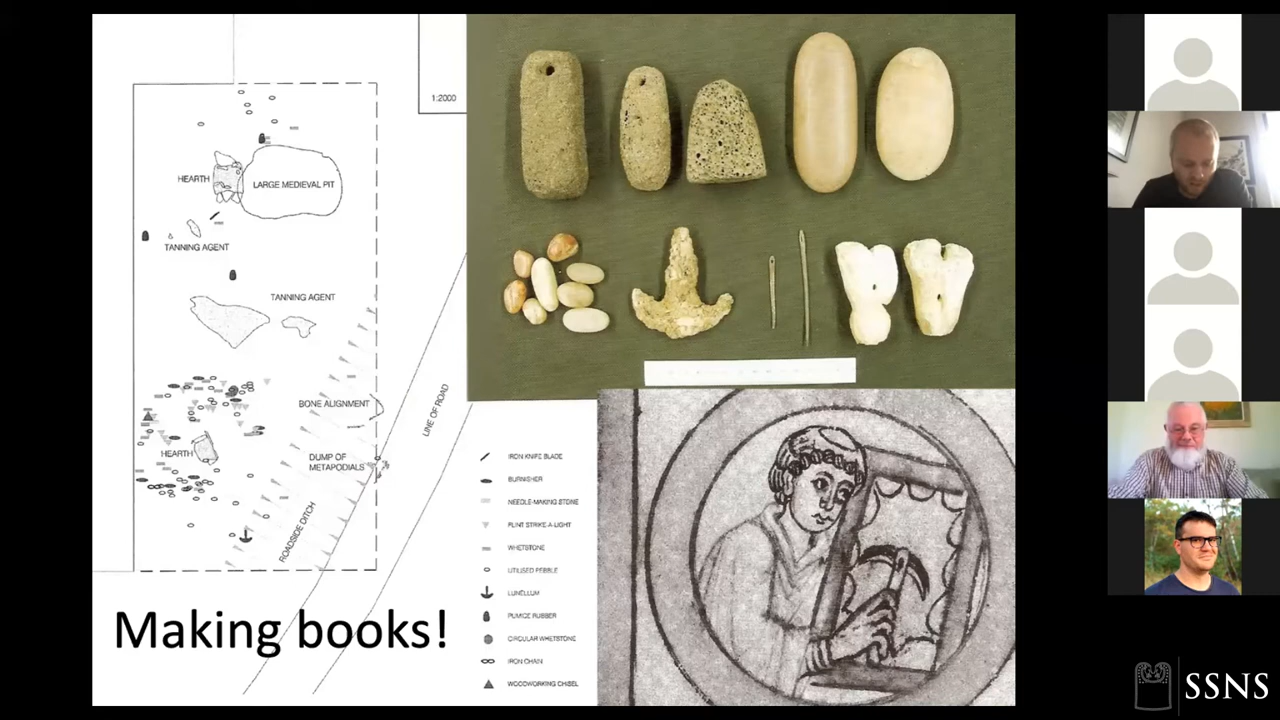 1:2000
HEARTH
LARGE MEDIEVAL PIT
TANNING AGENT
TANNING AGENT
BONE ALIGNMENT
LINE OF ROAD
HEARTH
DUMP OF
METAPODIALS
ROADSIDE DITCH
IRON KNIFE BLADE
BURNISHER
NEEDLE-MAKING STONE
FLINT STRIKE-A-LIGHT
WHETSTONE
UTILISED PEBBLE
LUNELLUM
PUMICE RUBBER
CIRCULAR WHETSTONE
IRON CHAIN
WOODWORKING CHISEL
Making books!
SSNS